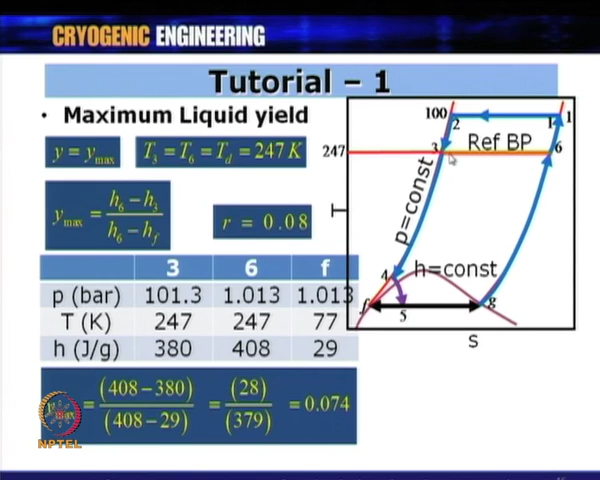 CRYOGENIC ENGINEERING
Tutorial – 1
• Maximum Liquid yield
y = y_max
T_3 = T_6 = T_d = 247 K
y_max = (h_6 − h_3) / (h_6 − h_f)
r = 0.08
3 6 f
p (bar) 101.3 1.013 1.013
T (K) 247 247 77
h (J/g) 380 408 29
y_max = (408−380) / (408−29) = (28) / (379) = 0.074
NPTEL
100 2 1 1
Ref BP
247 3 6
p=const
T
h=const
4
f 5 g
s